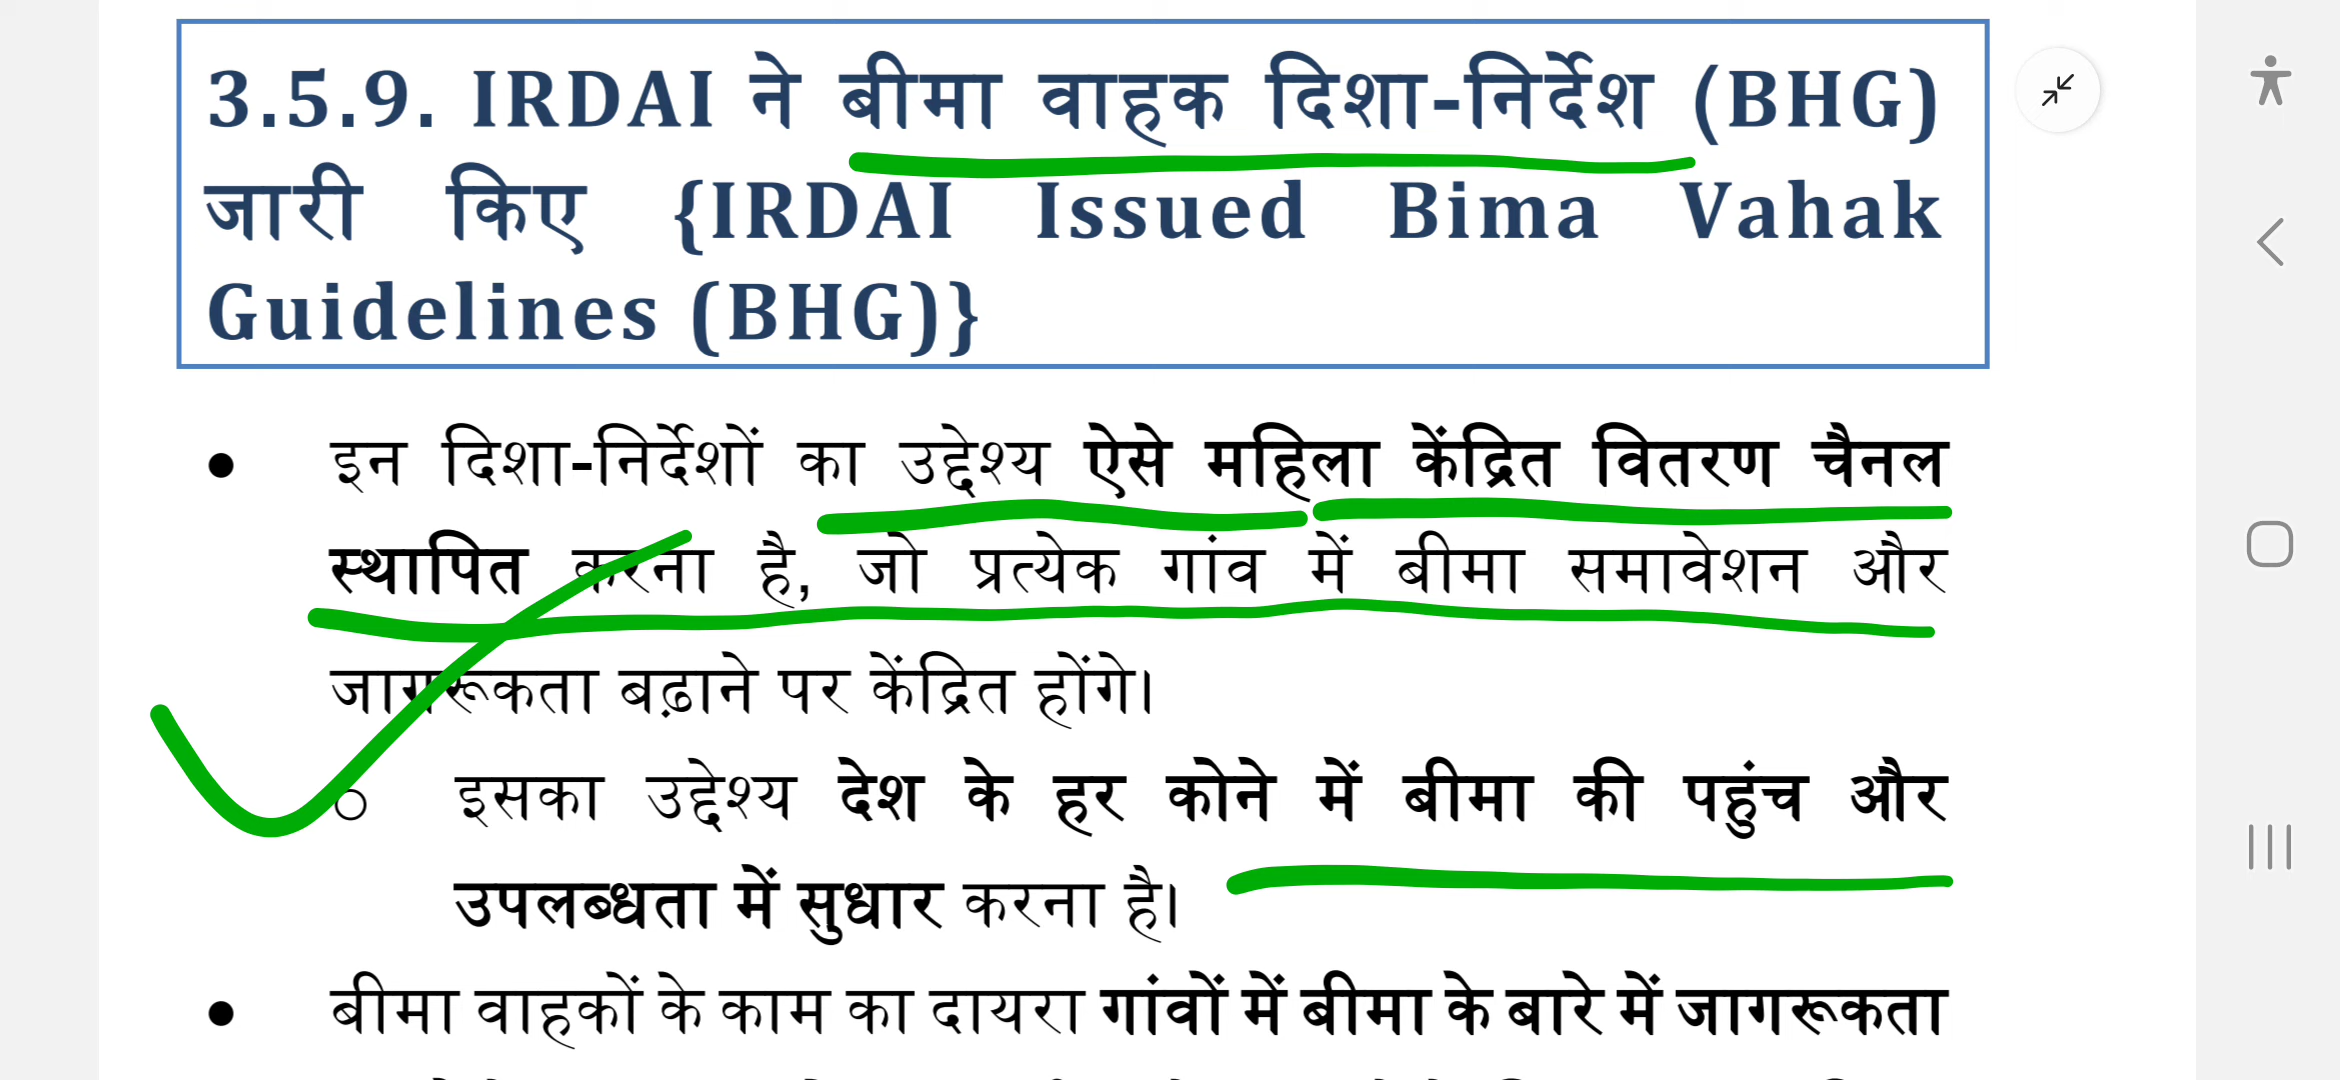 3.5.9. IRDAI ने बीमा वाहक दिशा-निर्देश (BHG)
जारी किए {IRDAI Issued Bima Vahak
Guidelines (BHG)}
• इन दिशा-निर्देशों का उद्देश्य ऐसे महिला केंद्रित वितरण चैनल
स्थापित करना है, जो प्रत्येक गांव में बीमा समावेशन और
जागरूकता बढ़ाने पर केंद्रित होंगे।
○ इसका उद्देश्य देश के हर कोने में बीमा की पहुंच और
उपलब्धता में सुधार करना है।
• बीमा वाहकों के काम का दायरा गांवों में बीमा के बारे में जागरूकता